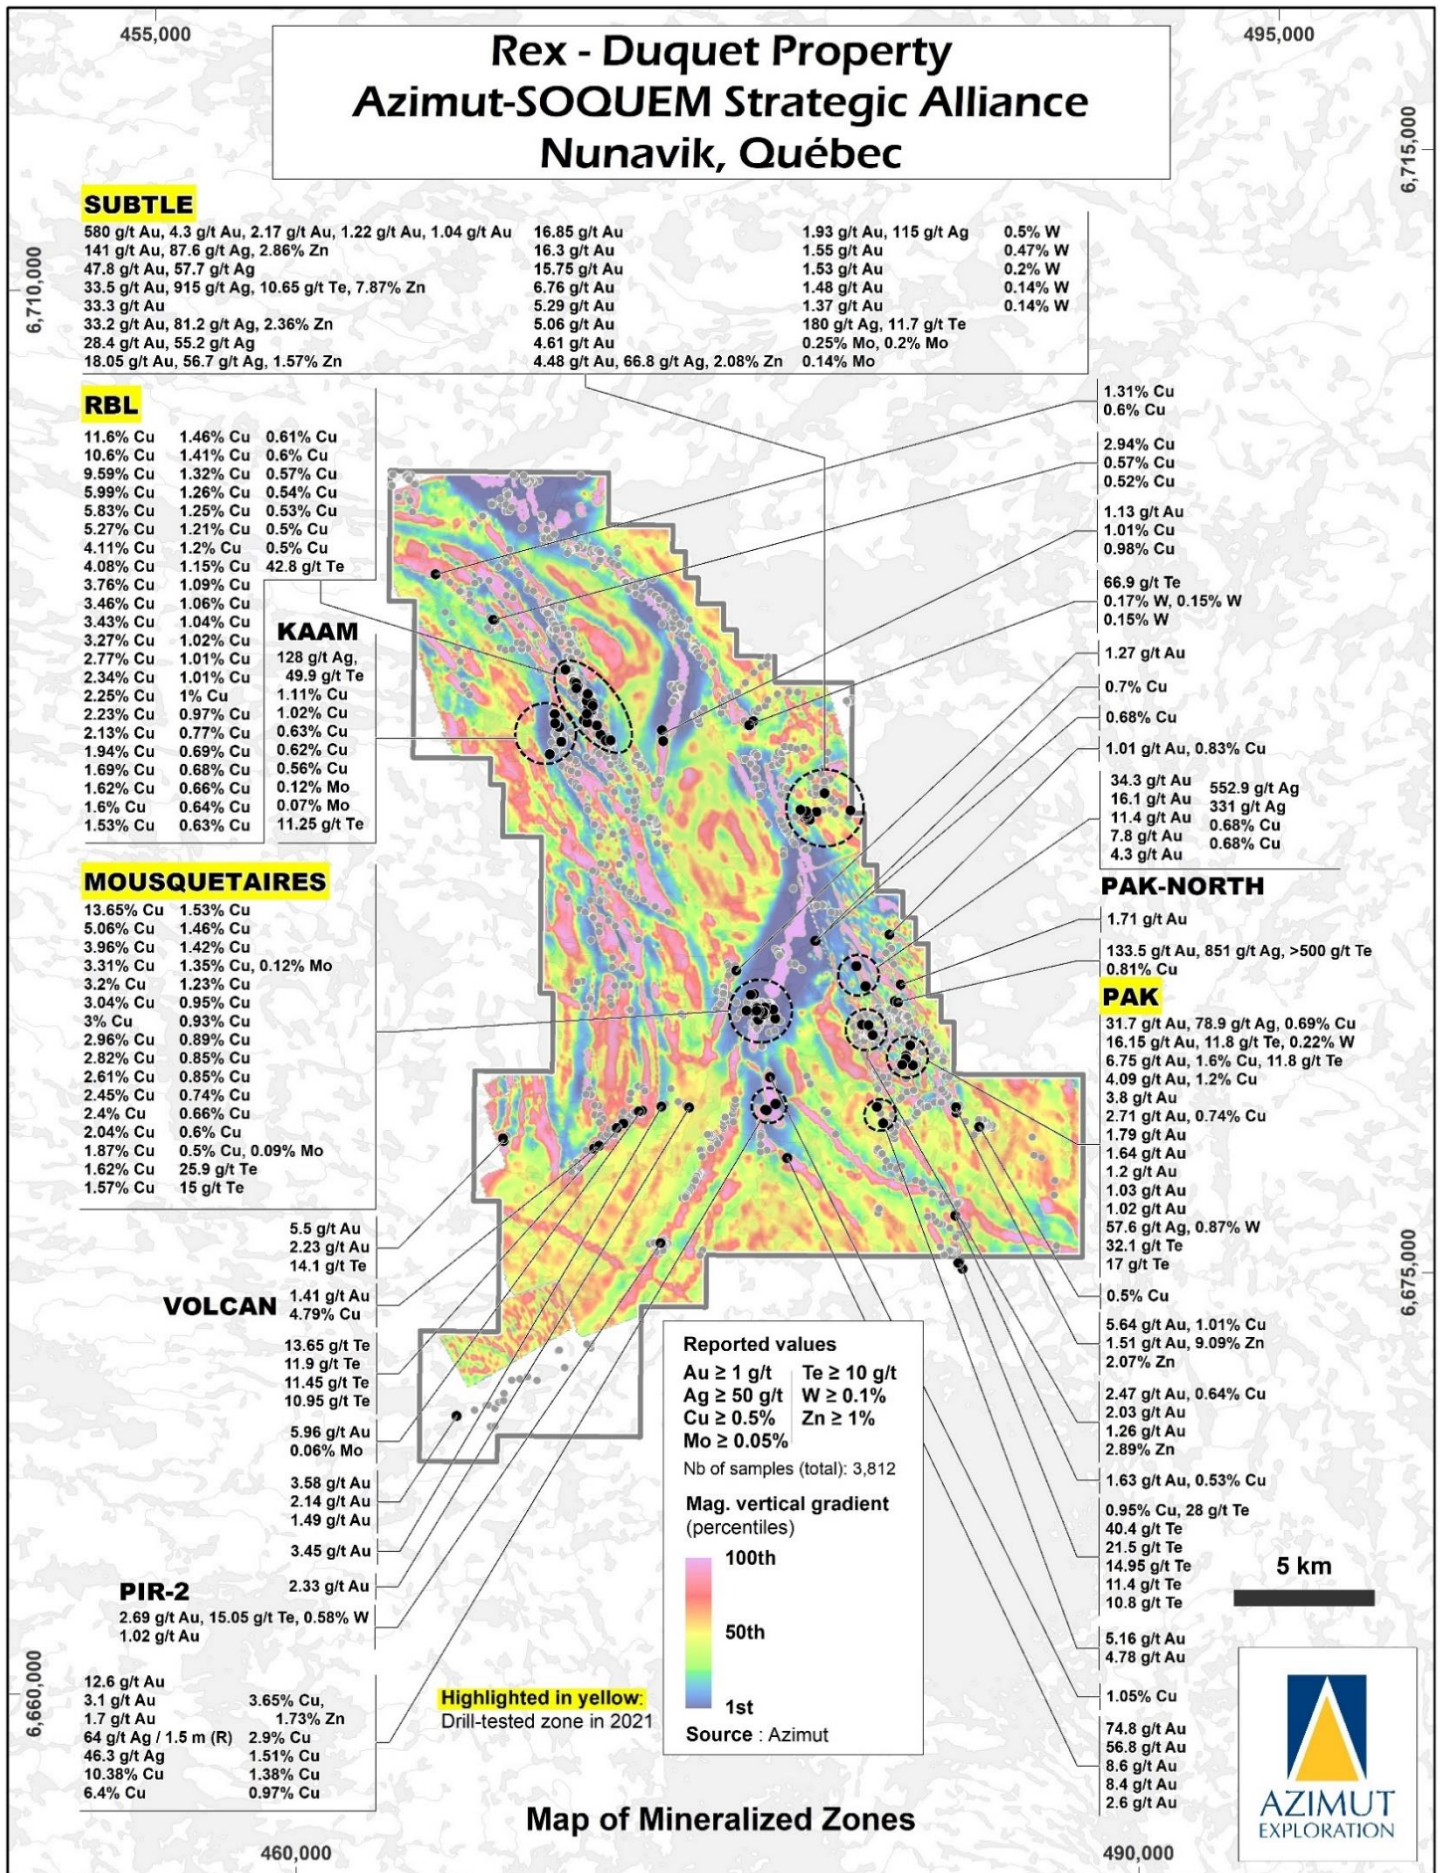 455,000
495,000
Rex - Duquet Property
Azimut-SOQUEM Strategic Alliance
Nunavik, Québec
6,715,000
6,710,000
SUBTLE
580 g/t Au, 4.3 g/t Au, 2.17 g/t Au, 1.22 g/t Au, 1.04 g/t Au
141 g/t Au, 87.6 g/t Ag, 2.86% Zn
47.8 g/t Au, 57.7 g/t Ag
33.5 g/t Au, 915 g/t Ag, 10.65 g/t Te, 7.87% Zn
33.3 g/t Au
33.2 g/t Au, 81.2 g/t Ag, 2.36% Zn
28.4 g/t Au, 55.2 g/t Ag
18.05 g/t Au, 56.7 g/t Ag, 1.57% Zn
16.85 g/t Au
16.3 g/t Au
15.75 g/t Au
6.76 g/t Au
5.29 g/t Au
5.06 g/t Au
4.61 g/t Au
4.48 g/t Au, 66.8 g/t Ag, 2.08% Zn
1.93 g/t Au, 115 g/t Ag
1.55 g/t Au
1.53 g/t Au
1.48 g/t Au
1.37 g/t Au
180 g/t Ag, 11.7 g/t Te
0.25% Mo, 0.2% Mo
0.14% Mo
0.5% W
0.47% W
0.2% W
0.14% W
0.14% W
RBL
11.6% Cu
10.6% Cu
9.59% Cu
5.99% Cu
5.83% Cu
5.27% Cu
4.11% Cu
4.08% Cu
3.76% Cu
3.46% Cu
3.43% Cu
3.27% Cu
2.77% Cu
2.34% Cu
2.25% Cu
2.23% Cu
2.13% Cu
1.94% Cu
1.69% Cu
1.62% Cu
1.6% Cu
1.53% Cu
1.46% Cu
1.41% Cu
1.32% Cu
1.26% Cu
1.25% Cu
1.21% Cu
1.2% Cu
1.15% Cu
1.09% Cu
1.06% Cu
1.04% Cu
1.02% Cu
1.01% Cu
1.01% Cu
1% Cu
0.97% Cu
0.77% Cu
0.69% Cu
0.68% Cu
0.66% Cu
0.64% Cu
0.63% Cu
0.61% Cu
0.6% Cu
0.57% Cu
0.54% Cu
0.53% Cu
0.5% Cu
0.5% Cu
42.8 g/t Te
KAAM
128 g/t Ag,
49.9 g/t Te
1.11% Cu
1.02% Cu
0.63% Cu
0.62% Cu
0.56% Cu
0.12% Mo
0.07% Mo
11.25 g/t Te
MOUSQUETAIRES
13.65% Cu
5.06% Cu
3.96% Cu
3.31% Cu
3.2% Cu
3.04% Cu
3% Cu
2.96% Cu
2.82% Cu
2.61% Cu
2.45% Cu
2.4% Cu
2.04% Cu
1.87% Cu
1.62% Cu
1.57% Cu
1.53% Cu
1.46% Cu
1.42% Cu
1.35% Cu, 0.12% Mo
1.23% Cu
0.95% Cu
0.93% Cu
0.89% Cu
0.85% Cu
0.85% Cu
0.74% Cu
0.66% Cu
0.6% Cu
0.5% Cu, 0.09% Mo
25.9 g/t Te
15 g/t Te
5.5 g/t Au
2.23 g/t Au
14.1 g/t Te
VOLCAN
1.41 g/t Au
4.79% Cu
13.65 g/t Te
11.9 g/t Te
11.45 g/t Te
10.95 g/t Te
5.96 g/t Au
0.06% Mo
3.58 g/t Au
2.14 g/t Au
1.49 g/t Au
3.45 g/t Au
2.33 g/t Au
PIR-2
2.69 g/t Au, 15.05 g/t Te, 0.58% W
1.02 g/t Au
12.6 g/t Au
3.1 g/t Au
1.7 g/t Au
64 g/t Ag / 1.5 m (R)
46.3 g/t Ag
10.38% Cu
6.4% Cu
3.65% Cu,
1.73% Zn
2.9% Cu
1.51% Cu
1.38% Cu
0.97% Cu
1.31% Cu
0.6% Cu
2.94% Cu
0.57% Cu
0.52% Cu
1.13 g/t Au
1.01% Cu
0.98% Cu
66.9 g/t Te
0.17% W, 0.15% W
0.15% W
1.27 g/t Au
0.7% Cu
0.68% Cu
1.01 g/t Au, 0.83% Cu
34.3 g/t Au
16.1 g/t Au
11.4 g/t Au
7.8 g/t Au
4.3 g/t Au
552.9 g/t Ag
331 g/t Ag
0.68% Cu
0.68% Cu
PAK-NORTH
1.71 g/t Au
133.5 g/t Au, 851 g/t Ag, >500 g/t Te
0.81% Cu
PAK
31.7 g/t Au, 78.9 g/t Ag, 0.69% Cu
16.15 g/t Au, 11.8 g/t Te, 0.22% W
6.75 g/t Au, 1.6% Cu, 11.8 g/t Te
4.09 g/t Au, 1.2% Cu
3.8 g/t Au
2.71 g/t Au, 0.74% Cu
1.79 g/t Au
1.64 g/t Au
1.2 g/t Au
1.03 g/t Au
1.02 g/t Au
57.6 g/t Ag, 0.87% W
32.1 g/t Te
17 g/t Te
0.5% Cu
5.64 g/t Au, 1.01% Cu
1.51 g/t Au, 9.09% Zn
2.07% Zn
2.47 g/t Au, 0.64% Cu
2.03 g/t Au
1.26 g/t Au
2.89% Zn
1.63 g/t Au, 0.53% Cu
0.95% Cu, 28 g/t Te
40.4 g/t Te
21.5 g/t Te
14.95 g/t Te
11.4 g/t Te
10.8 g/t Te
5.16 g/t Au
4.78 g/t Au
1.05% Cu
74.8 g/t Au
56.8 g/t Au
8.6 g/t Au
8.4 g/t Au
2.6 g/t Au
6,675,000
Reported values
Au ≥ 1 g/t
Ag ≥ 50 g/t
Cu ≥ 0.5%
Mo ≥ 0.05%
Te ≥ 10 g/t
W ≥ 0.1%
Zn ≥ 1%
Nb of samples (total): 3,812
Mag. vertical gradient
(percentiles)
100th
50th
1st
Source : Azimut
Highlighted in yellow:
Drill-tested zone in 2021
5 km
AZIMUT
EXPLORATION
6,660,000
Map of Mineralized Zones
460,000
490,000